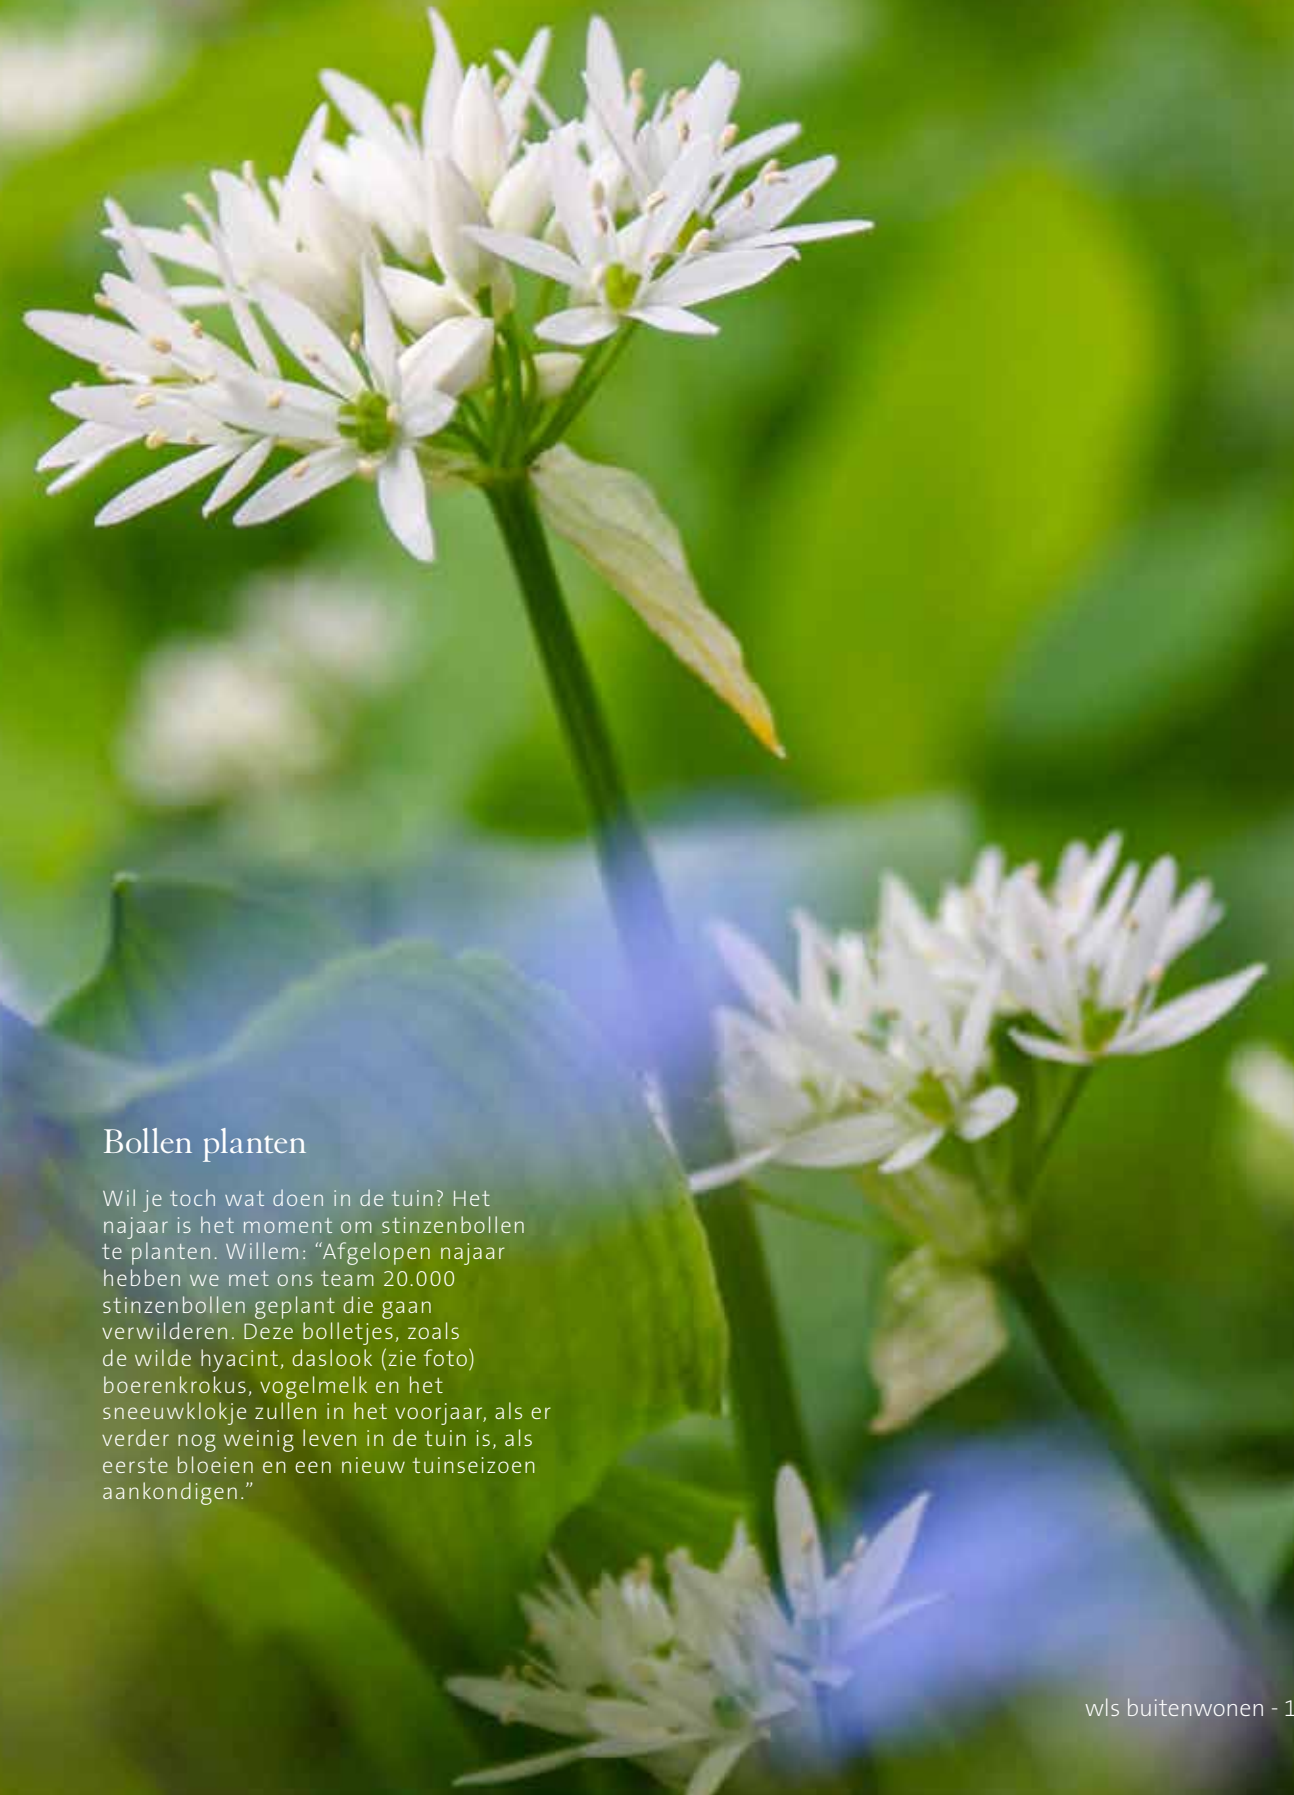 Bollen planten
Wil je toch wat doen in de tuin? Het
najaar is het moment om stinzenbollen
te planten. Willem: “Afgelopen najaar
hebben we met ons team 20.000
stinzenbollen geplant die gaan
verwilderen. Deze bolletjes, zoals
de wilde hyacint, daslook (zie foto)
boerenkrokus, vogelmelk en het
sneeuwklokje zullen in het voorjaar, als er
verder nog weinig leven in de tuin is, als
eerste bloeien en een nieuw tuinseizoen
aankondigen.”
wls buitenwonen - 1